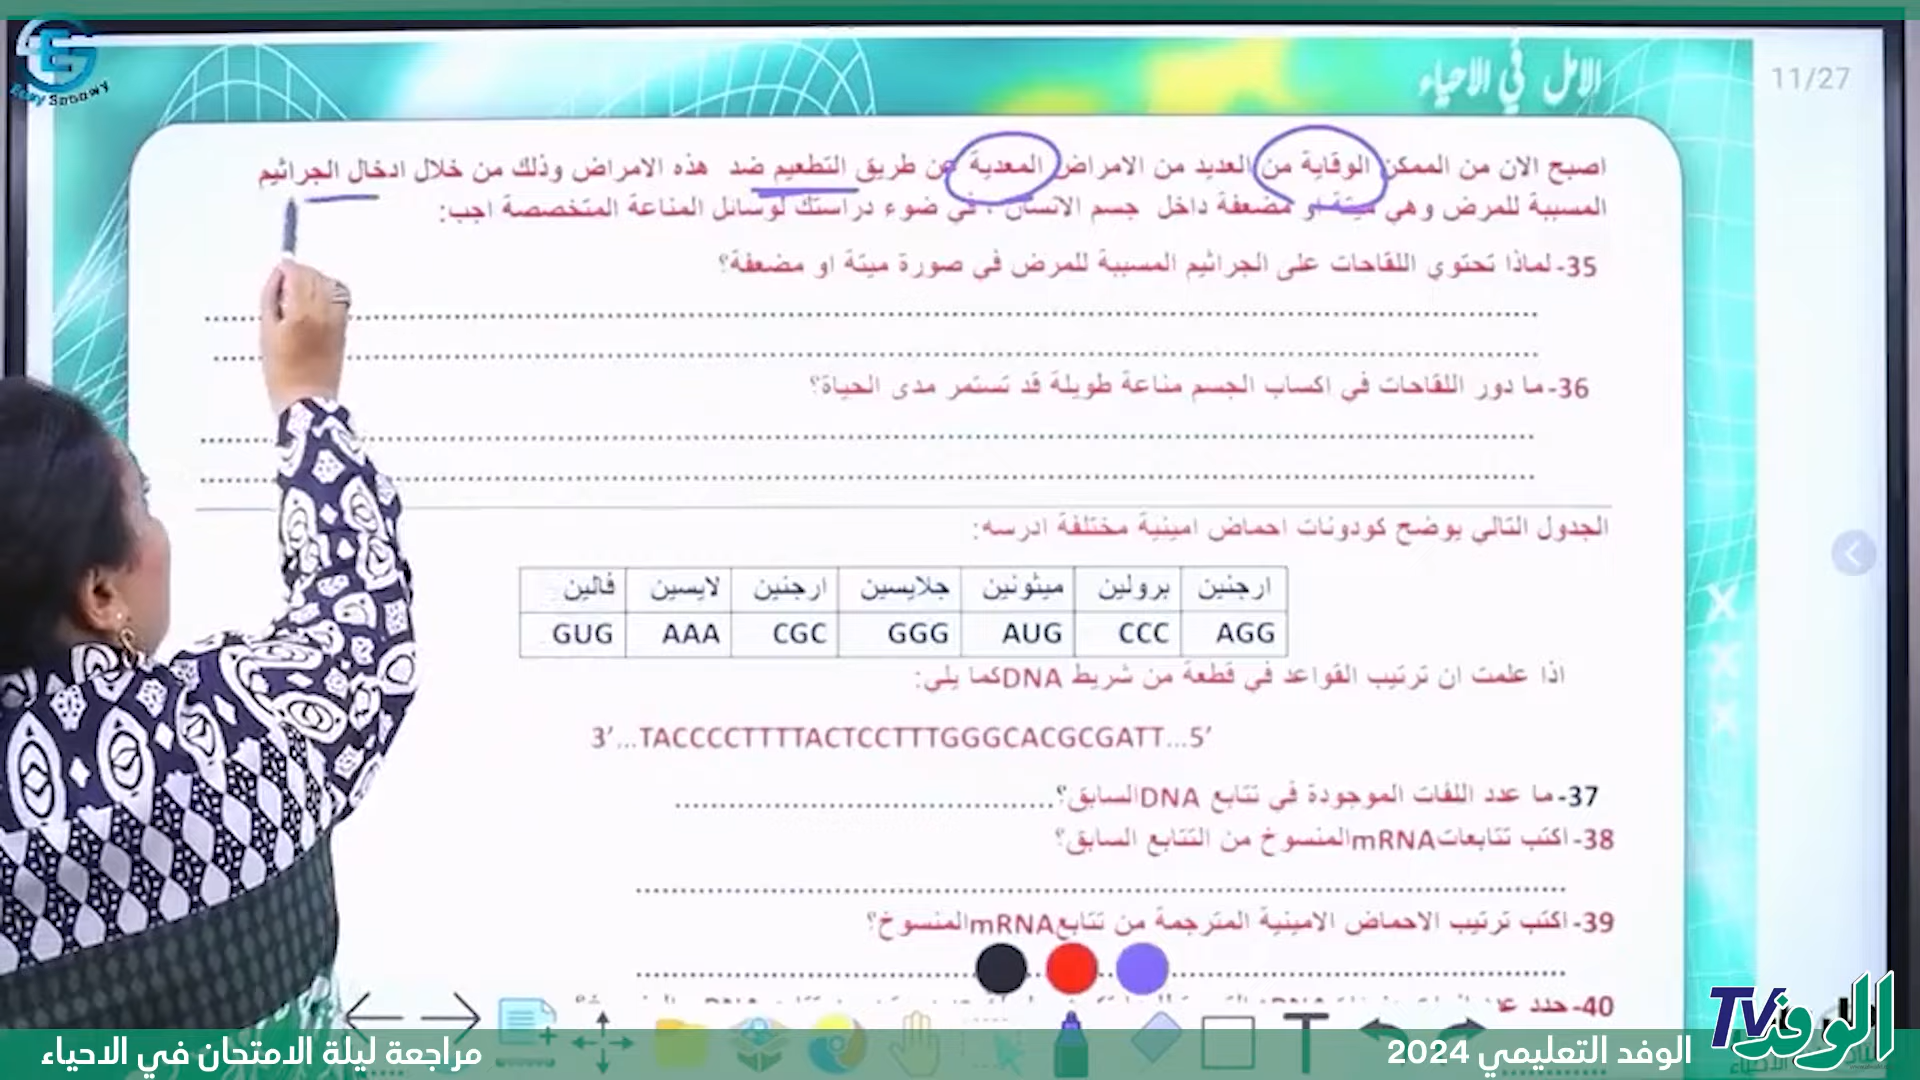 Easy Sanawy
الامل في الاحياء
11/27
اصبح الان من الممكن الوقاية من العديد من الامراض المعدية عن طريق التطعيم ضد هذه الامراض وذلك من خلال ادخال الجراثيم
المسببة للمرض وهي ميتة او مضعفة داخل جسم الانسان ، في ضوء دراستك لوسائل المناعة المتخصصة اجب:
35- لماذا تحتوي اللقاحات على الجراثيم المسببة للمرض في صورة ميتة او مضعفة؟
36- ما دور اللقاحات في اكساب الجسم مناعة طويلة قد تستمر مدى الحياة؟
الجدول التالي يوضح كودونات احماض امينية مختلفة ادرسه:
ارجنين برولين ميثونين جلايسين ارجنين لايسين فالين
AGG CCC AUG GGG CGC AAA GUG
اذا علمت ان ترتيب القواعد في قطعة من شريط DNA كما يلي:
3’...TACCCCTTTTACTCCTTTGGGCACGCGATT...5’
37- ما عدد اللفات الموجودة في تتابع DNA السابق؟
38- اكتب تتابعات mRNA المنسوخ من التتابع السابق؟
39- اكتب ترتيب الاحماض الامينية المترجمة من تتابع mRNA المنسوخ؟
40- حدد
TV الوفد
الوفد التعليمي 2024
مراجعة ليلة الامتحان في الاحياء